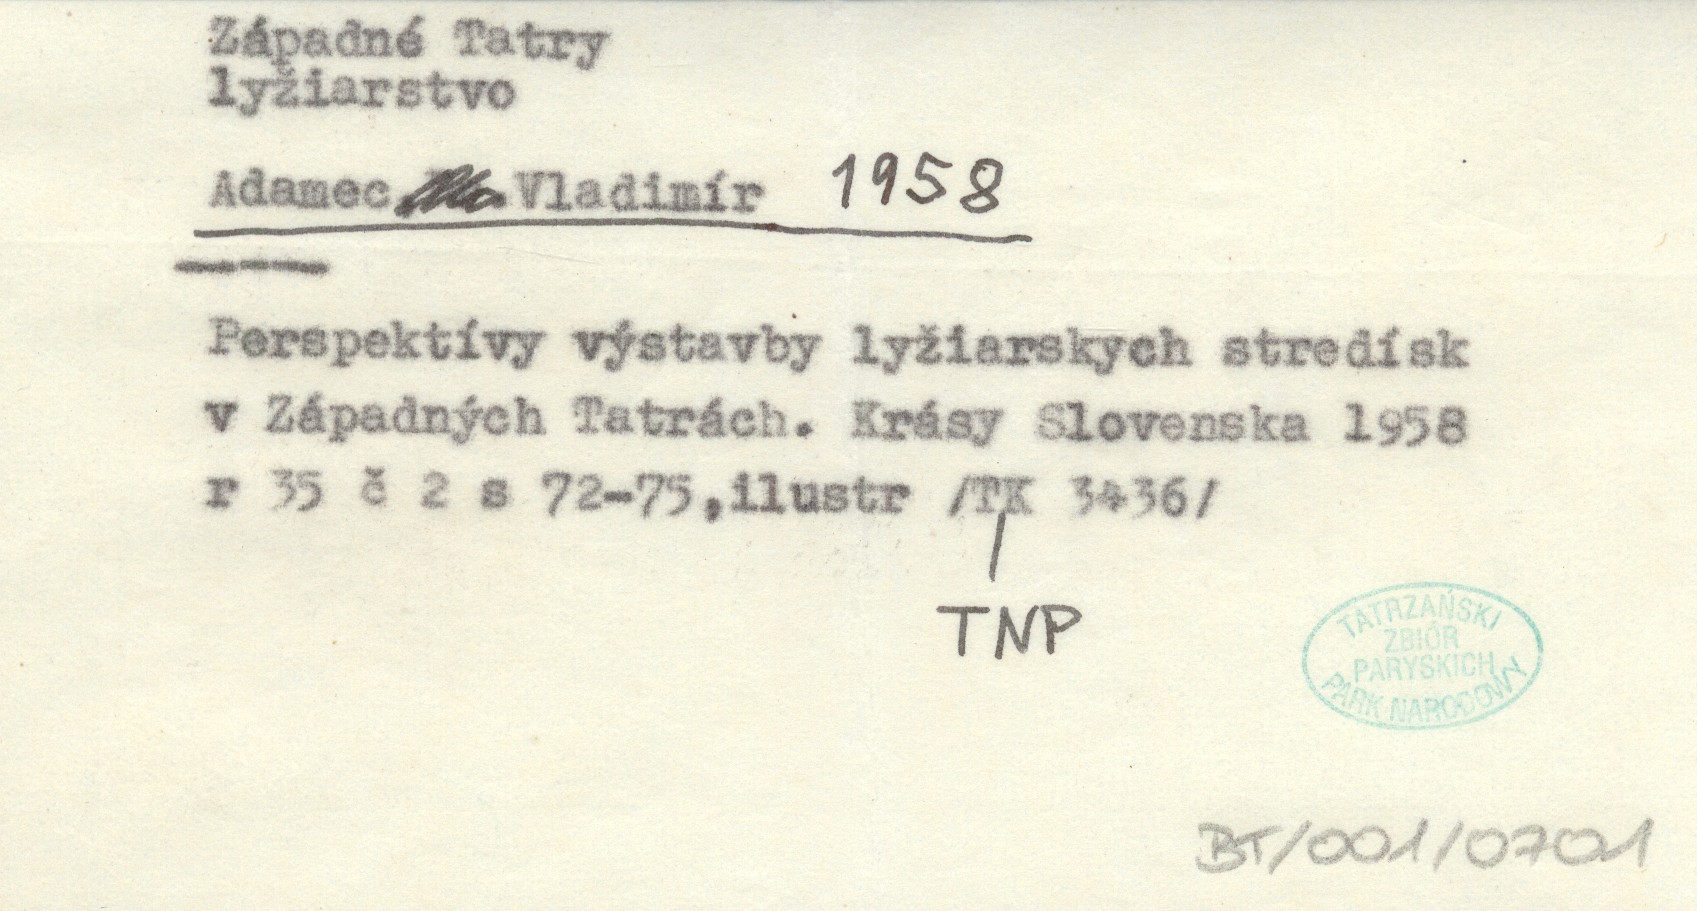 Západné Tatry
lyžiarstvo
Adamec Vladimír 1958
Perspektívy výstavby lyžiarskych stredísk
v Západných Tatrách. Krásy Slovenska 1958
r 35 č 2 s 72-75,ilustr /TK 3436/
TNP
TATRZAŃSKI
ZBIÓR
PARYSKICH
PARK NARODOWY
BT/001/0701